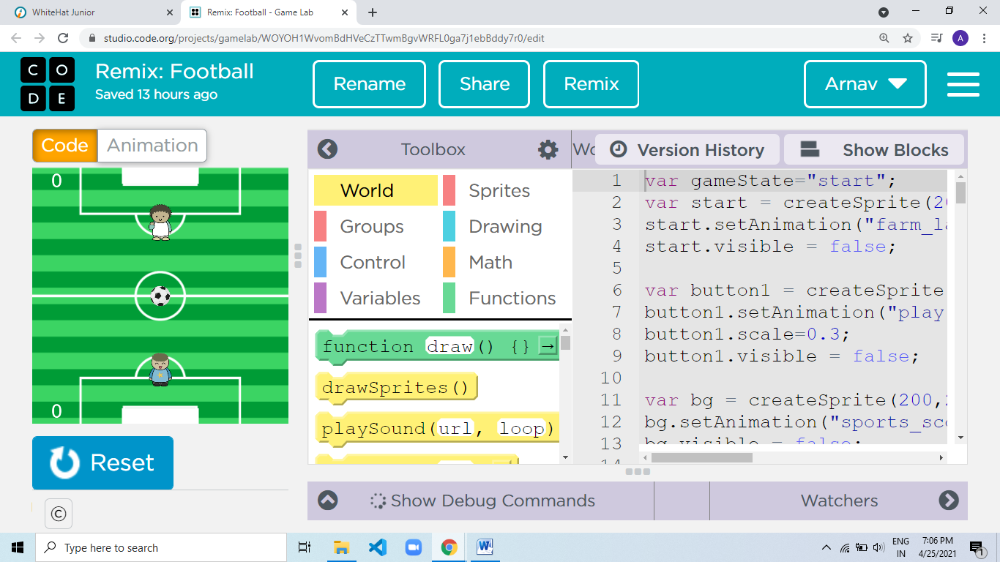 WhiteHat Junior
Remix: Football - Game Lab
studio.code.org/projects/gamelab/WOYOH1WvomBdHVeCzTTwmBgvWRFL0ga7j1ebBddy7r0/edit
A
C O
D E
Remix: Football
Saved 13 hours ago
Rename
Share
Remix
Arnav
Code
Animation
0
0
Reset
©
Toolbox
Wo
Version History
Show Blocks
World
Sprites
Groups
Drawing
Control
Math
Variables
Functions
function draw() {} →
drawSprites()
playSound(url, loop)
1 var gameState="start";
2 var start = createSprite(20
3 start.setAnimation("farm_la
4 start.visible = false;
5
6 var button1 = createSprite
7 button1.setAnimation("play
8 button1.scale=0.3;
9 button1.visible = false;
10
11 var bg = createSprite(200,
12 bg.setAnimation("sports_sco
13 bg.visible = false;
14
Show Debug Commands
Watchers
Type here to search
ENG
IN
7:06 PM
4/25/2021
1